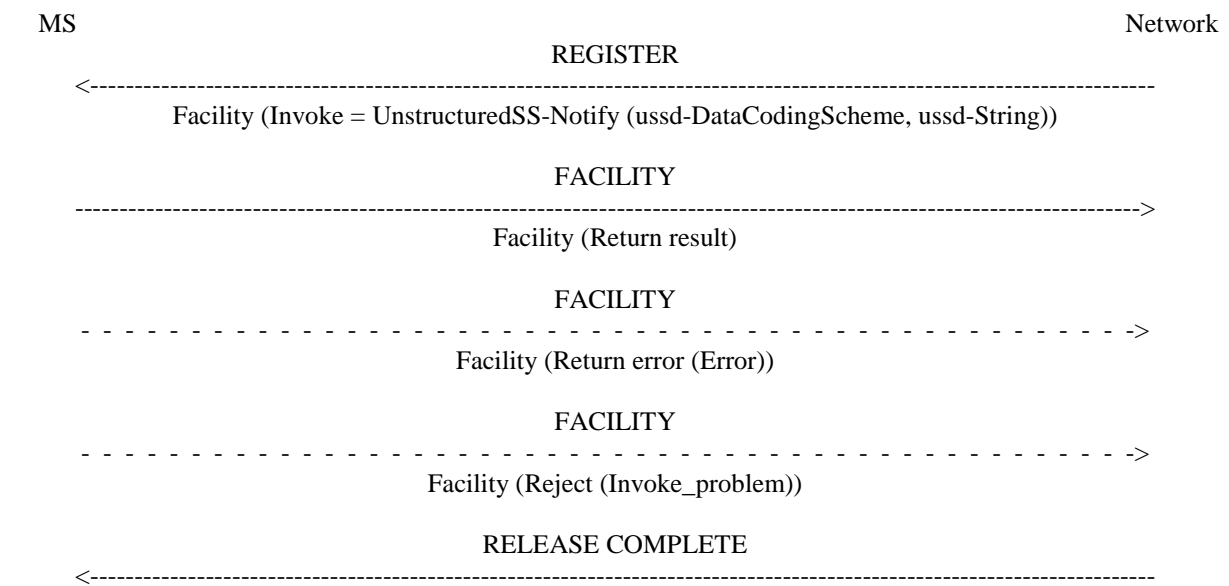 MS Network
REGISTER
<------------------------------------------------------------------------------------------------------------------------
Facility (Invoke = UnstructuredSS-Notify (ussd-DataCodingScheme, ussd-String))
FACILITY
------------------------------------------------------------------------------------------------------------------------>
Facility (Return result)
FACILITY
- - - - - - - - - - - - - - - - - - - - - - - - - - - - - - - - - - - - - - - - - - - - - - - ->
Facility (Return error (Error))
FACILITY
- - - - - - - - - - - - - - - - - - - - - - - - - - - - - - - - - - - - - - - - - - - - - - - ->
Facility (Reject (Invoke_problem))
RELEASE COMPLETE
<------------------------------------------------------------------------------------------------------------------------